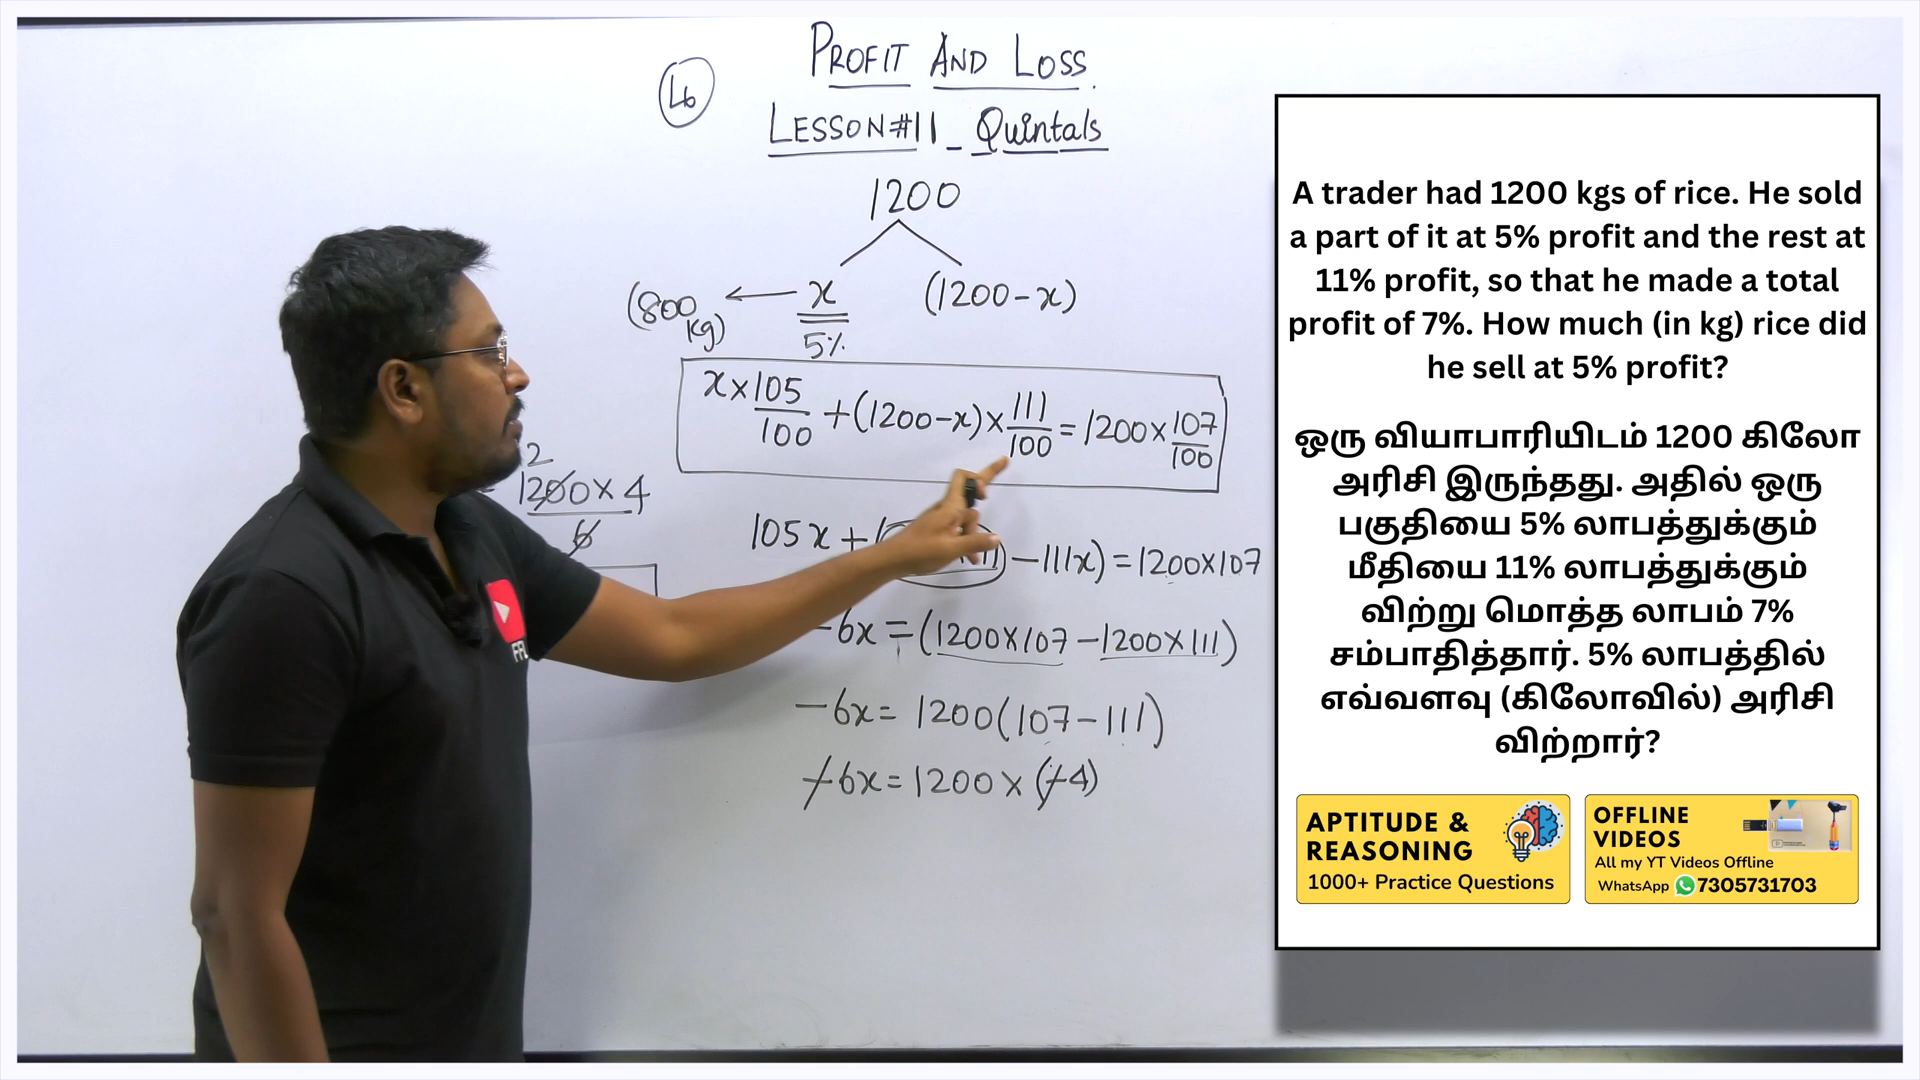 PROFIT AND LOSS
L6
LESSON#11_Quintals
1200
(800 kg) ← x
5%
(1200-x)
x×105/100 +(1200-x)×111/100 = 1200×107/100
2
1200×4
6
105x+( -111x) = 1200×107
-6x = (1200×107 - 1200×111)
-6x = 1200(107-111)
-6x = 1200 × (-4)
A trader had 1200 kgs of rice. He sold
a part of it at 5% profit and the rest at
11% profit, so that he made a total
profit of 7%. How much (in kg) rice did
he sell at 5% profit?
ஒரு வியாபாரியிடம் 1200 கிலோ
அரிசி இருந்தது. அதில் ஒரு
பகுதியை 5% லாபத்துக்கும்
மீதியை 11% லாபத்துக்கும்
விற்று மொத்த லாபம் 7%
சம்பாதித்தார். 5% லாபத்தில்
எவ்வளவு (கிலோவில்) அரிசி
விற்றார்?
APTITUDE &
REASONING
1000+ Practice Questions
OFFLINE
VIDEOS
All my YT Videos Offline
WhatsApp 7305731703